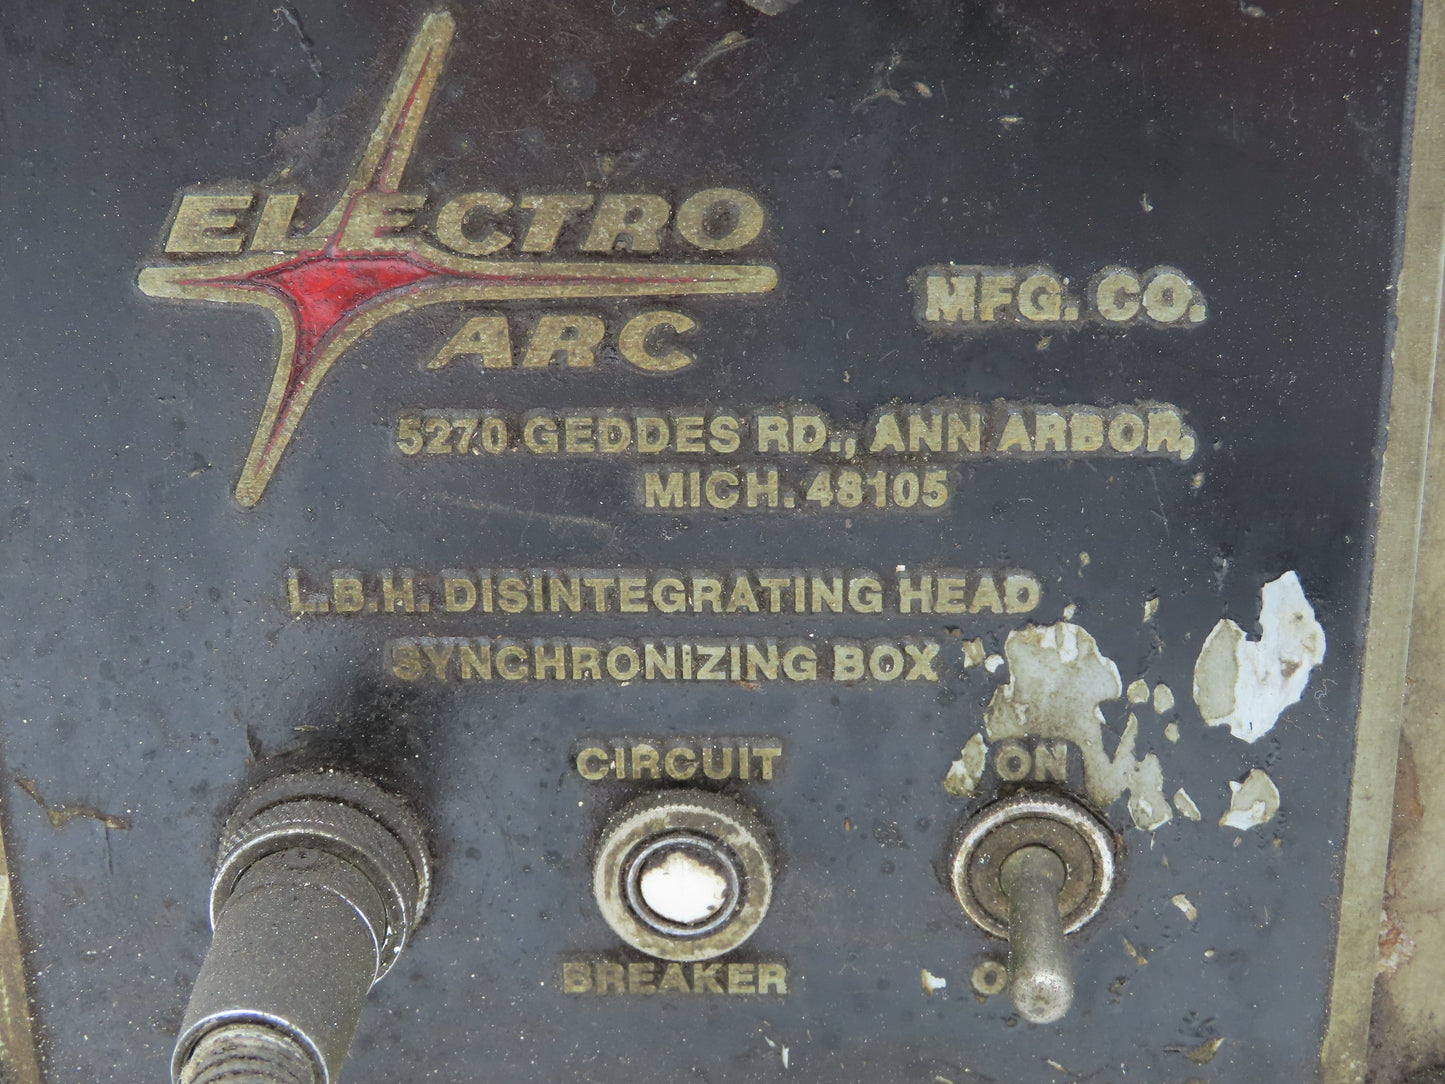 ELECTRO
ARC
MFG. CO.
5270 GEDDES RD., ANN ARBOR,
MICH. 48105
L.B.H. DISINTEGRATING HEAD
SYNCHRONIZING BOX
CIRCUIT
BREAKER
ON